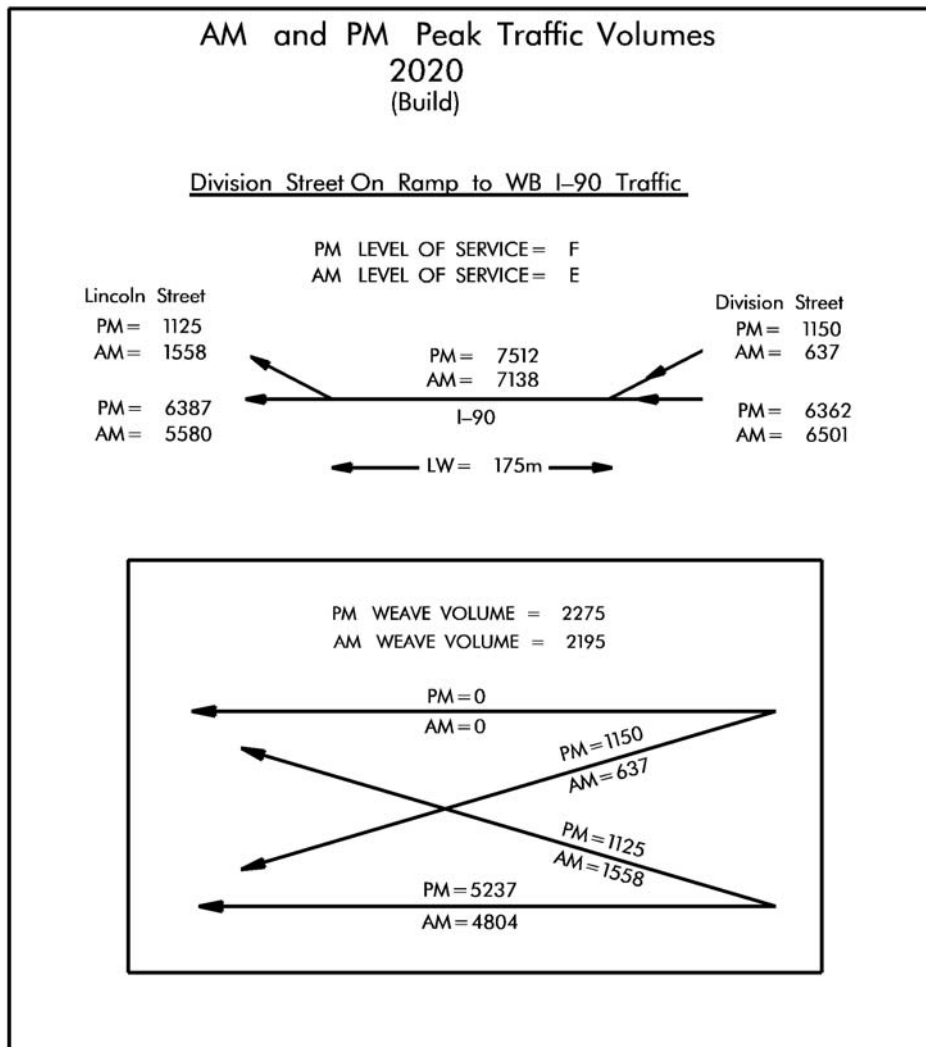 AM and PM Peak Traffic Volumes
2020
(Build)
Division Street On Ramp to WB I–90 Traffic
PM LEVEL OF SERVICE= F
AM LEVEL OF SERVICE= E
Lincoln Street
PM= 1125
AM= 1558
PM= 6387
AM= 5580
PM= 7512
AM= 7138
I–90
LW= 175m
Division Street
PM= 1150
AM= 637
PM= 6362
AM= 6501
PM WEAVE VOLUME = 2275
AM WEAVE VOLUME = 2195
PM=0
AM=0
PM=1150
AM=637
PM=1125
AM=1558
PM=5237
AM=4804